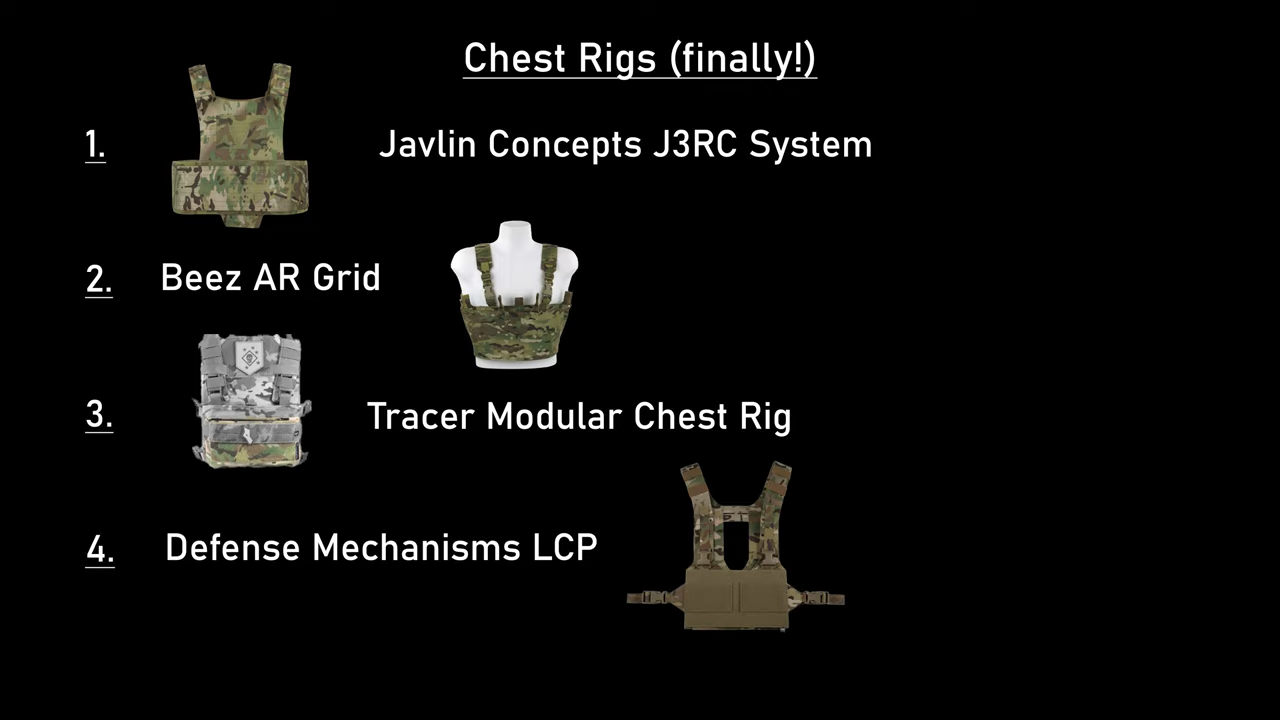 Chest Rigs (finally!)
1. Javlin Concepts J3RC System
2. Beez AR Grid
3. Tracer Modular Chest Rig
4. Defense Mechanisms LCP